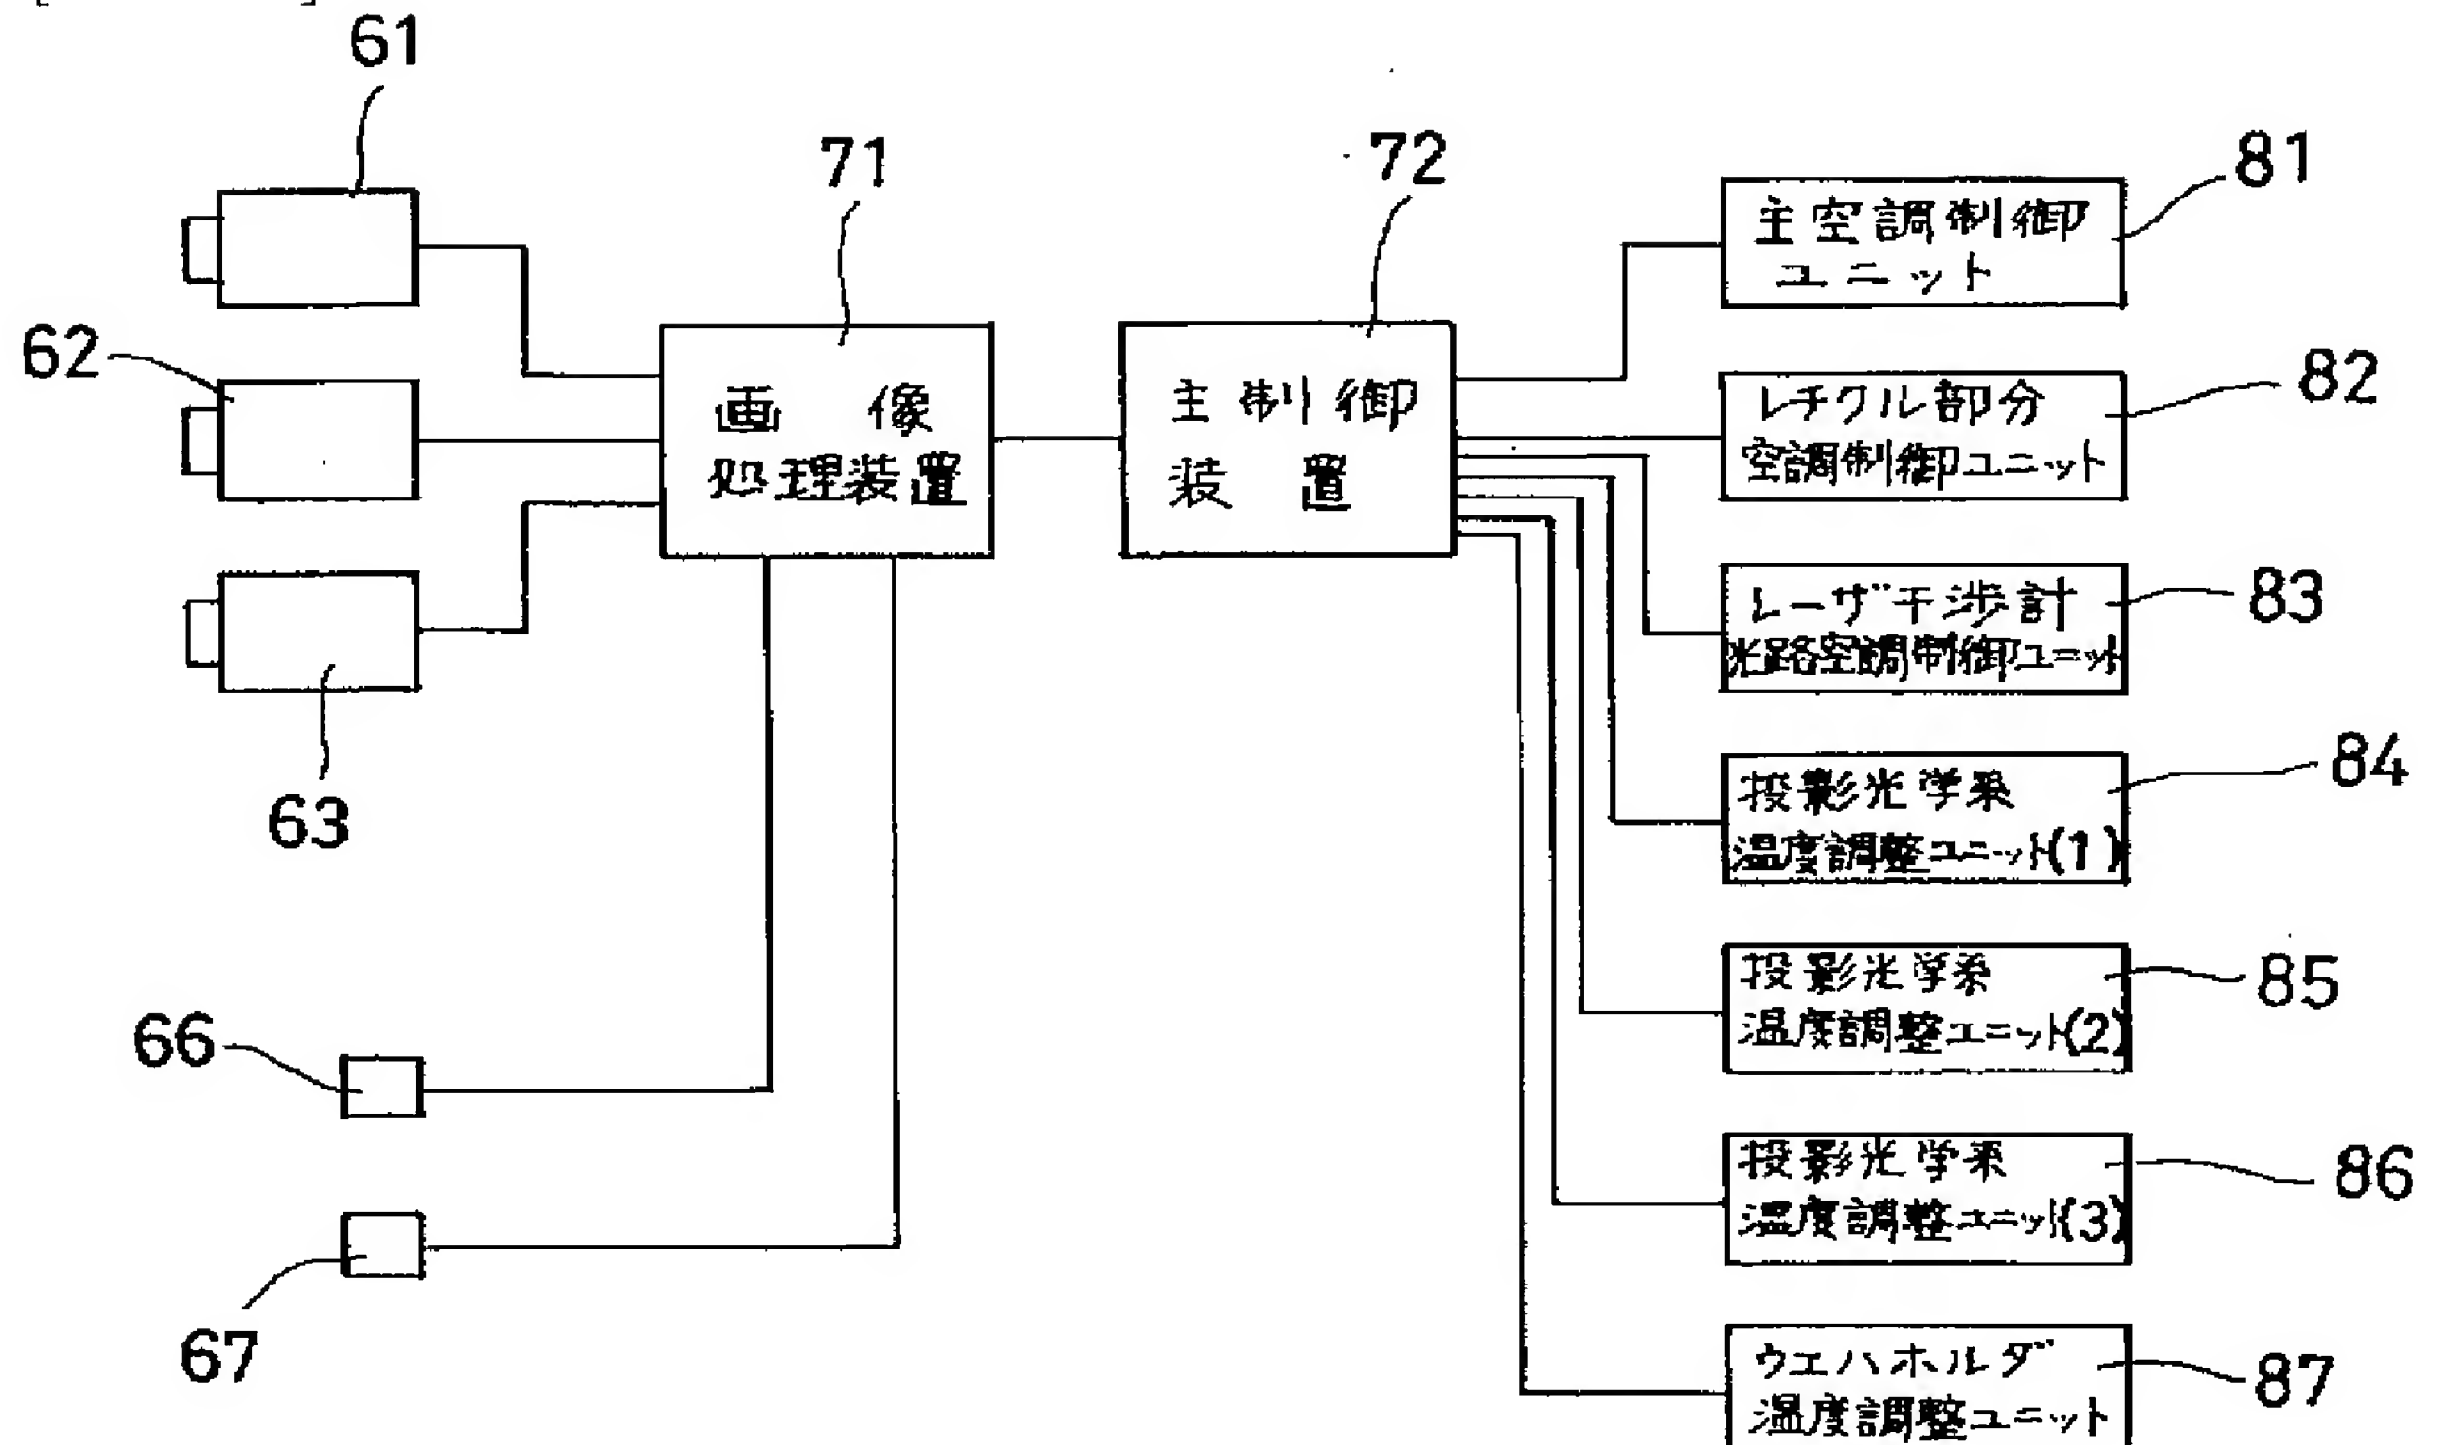 61
71
72
81
主空調制御
ユニット
62
画像
処理装置
主制御
装置
82
レチクル部分
空調制御ユニット
83
レーザ干渉計
光路空調制御ユニット
63
84
投影光学系
温度調整ユニット(1)
85
投影光学系
温度調整ユニット(2)
66
86
投影光学系
温度調整ユニット(3)
67
87
ウエハホルダ
温度調整ユニット